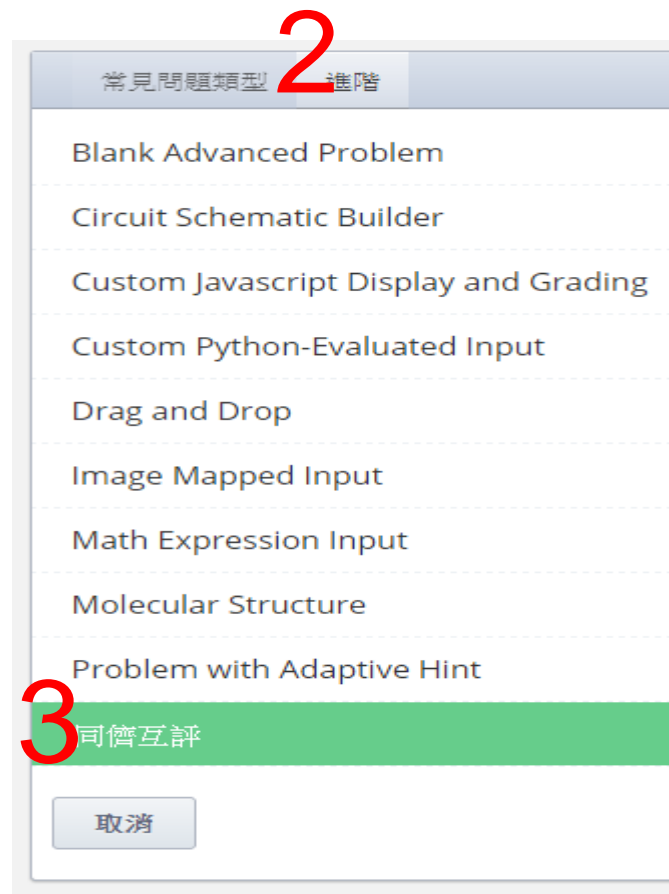 2
常見問題類型 進階
Blank Advanced Problem
Circuit Schematic Builder
Custom Javascript Display and Grading
Custom Python-Evaluated Input
Drag and Drop
Image Mapped Input
Math Expression Input
Molecular Structure
Problem with Adaptive Hint
3
同儕互評
取消